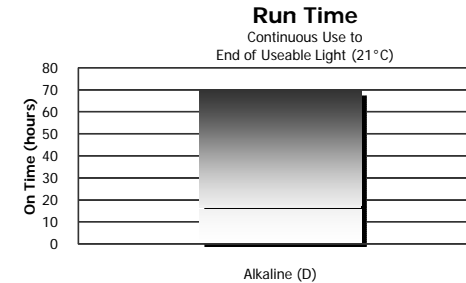 Run Time
Continuous Use to
End of Useable Light (21°C)
80
70
60
50
40
30
20
10
0
On Time (hours)
Alkaline (D)